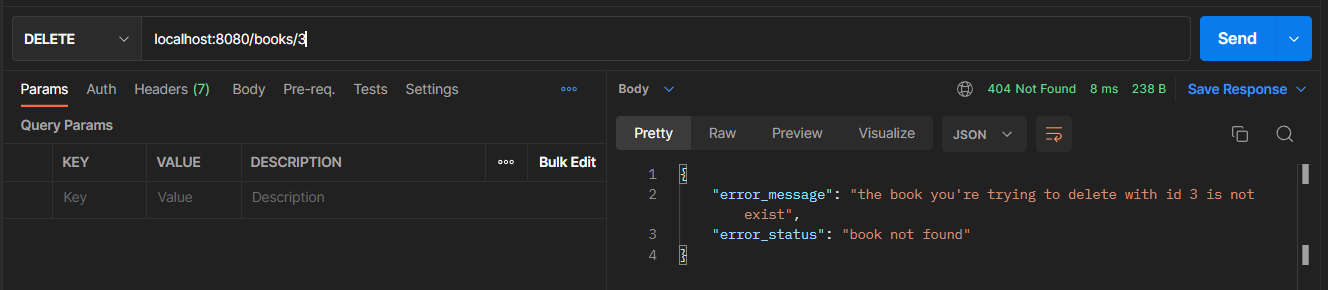 DELETE localhost:8080/books/3 Send
Params Auth Headers (7) Body Pre-req. Tests Settings
Query Params
KEY VALUE DESCRIPTION Bulk Edit
Key Value Description
Body 404 Not Found 8 ms 238 B Save Response
Pretty Raw Preview Visualize JSON
1 {
2 "error_message": "the book you're trying to delete with id 3 is not
exist",
3 "error_status": "book not found"
4 }